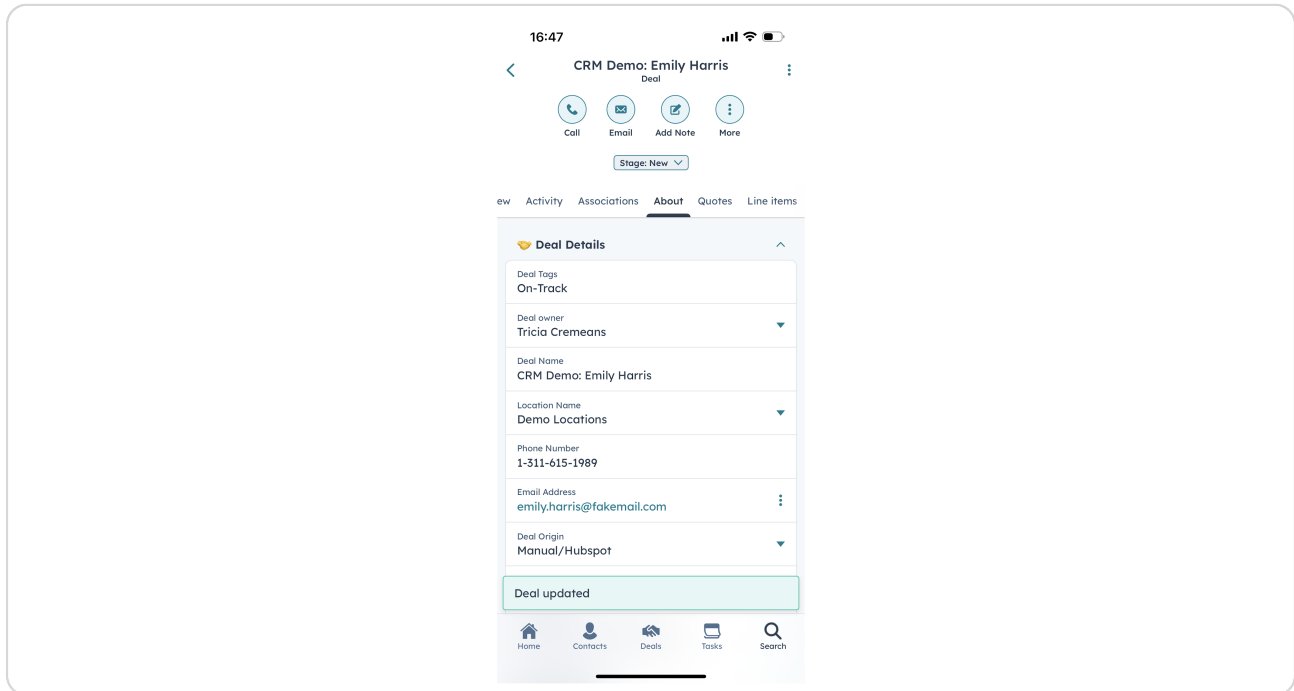 16:47
CRM Demo: Emily Harris
Deal
Call Email Add Note More
Stage: New
ew Activity Associations About Quotes Line items
Deal Details
Deal Tags
On-Track
Deal owner
Tricia Cremeans
Deal Name
CRM Demo: Emily Harris
Location Name
Demo Locations
Phone Number
1-311-615-1989
Email Address
emily.harris@fakemail.com
Deal Origin
Manual/Hubspot
Deal updated
Home Contacts Deals Tasks Search